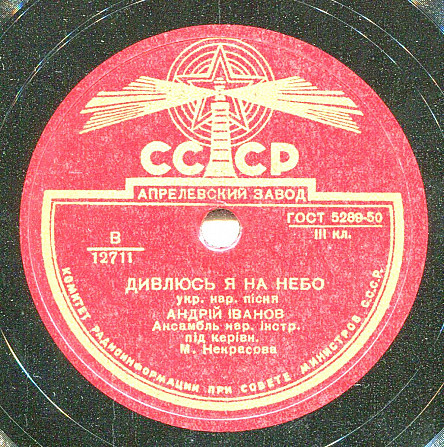 СССР
АПРЕЛЕВСКИЙ ЗАВОД
ГОСТ 5289-50
III кл.
В
12711
ДИВЛЮСЬ Я НА НЕБО
укр. нар. пісня
АНДРІЙ ІВАНОВ
Ансамбль нар. інстр.
під керівн.
М. Некрасова
КОМИТЕТ РАДИОИНФОРМАЦИИ ПРИ СОВЕТЕ МИНИСТРОВ С.С.С.Р.